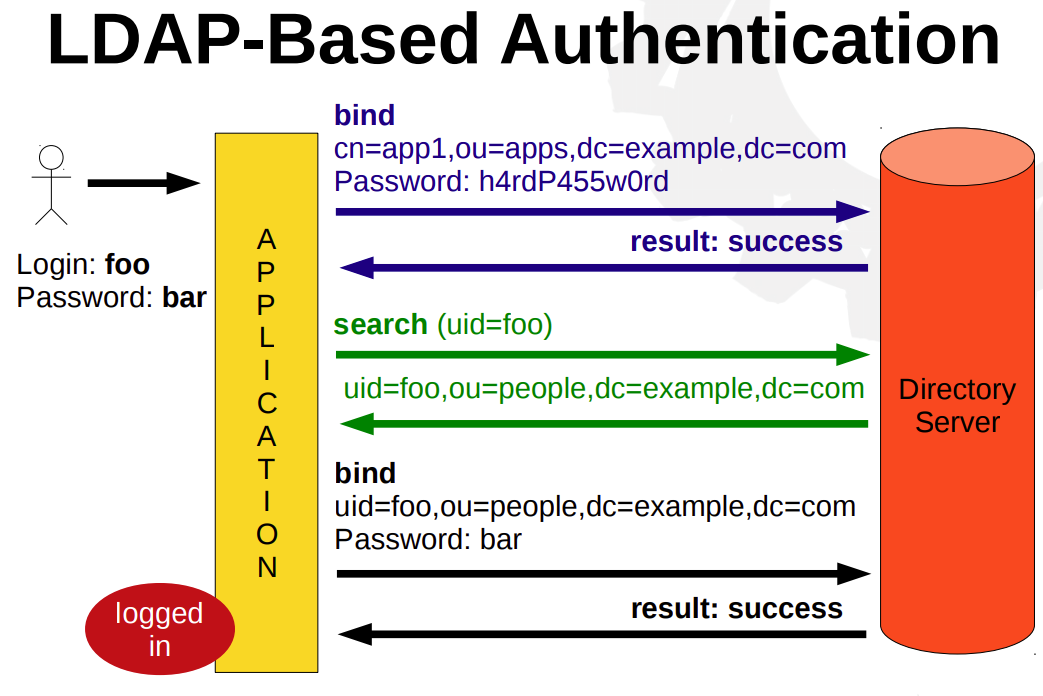 LDAP-Based Authentication
Login: foo
Password: bar
APPLICATION
bind
cn=app1,ou=apps,dc=example,dc=com
Password: h4rdP455w0rd
result: success
search (uid=foo)
uid=foo,ou=people,dc=example,dc=com
bind
uid=foo,ou=people,dc=example,dc=com
Password: bar
result: success
Directory
Server
logged
in